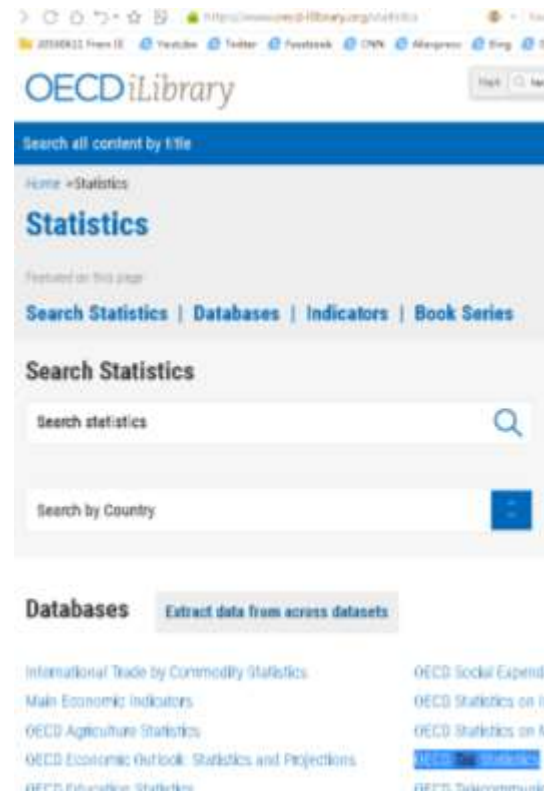 OECDiLibrary
Search all content by title
Home >Statistics
Statistics
Featured on this page
Search Statistics | Databases | Indicators | Book Series
Search Statistics
Search statistics
Search by Country
Databases
Extract data from across datasets
International Trade by Commodity Statistics
Main Economic Indicators
OECD Agriculture Statistics
OECD Economic Outlook: Statistics and Projections
OECD Education Statistics
OECD Social Expend
OECD Statistics on
OECD Statistics on
OECD Tax Statistics
OECD Telecommunic